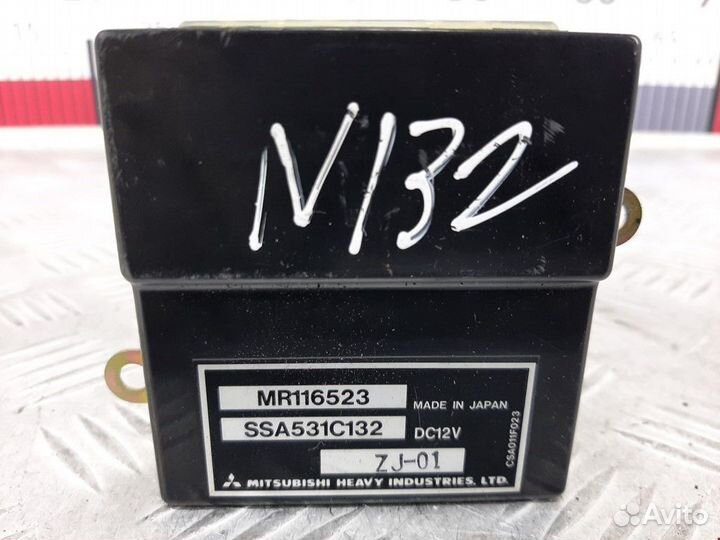 N132
MR116523
MADE IN JAPAN
SSA531C132
DC12V
ZJ-01
MITSUBISHI HEAVY INDUSTRIES, LTD.
CSA011F023
Avito